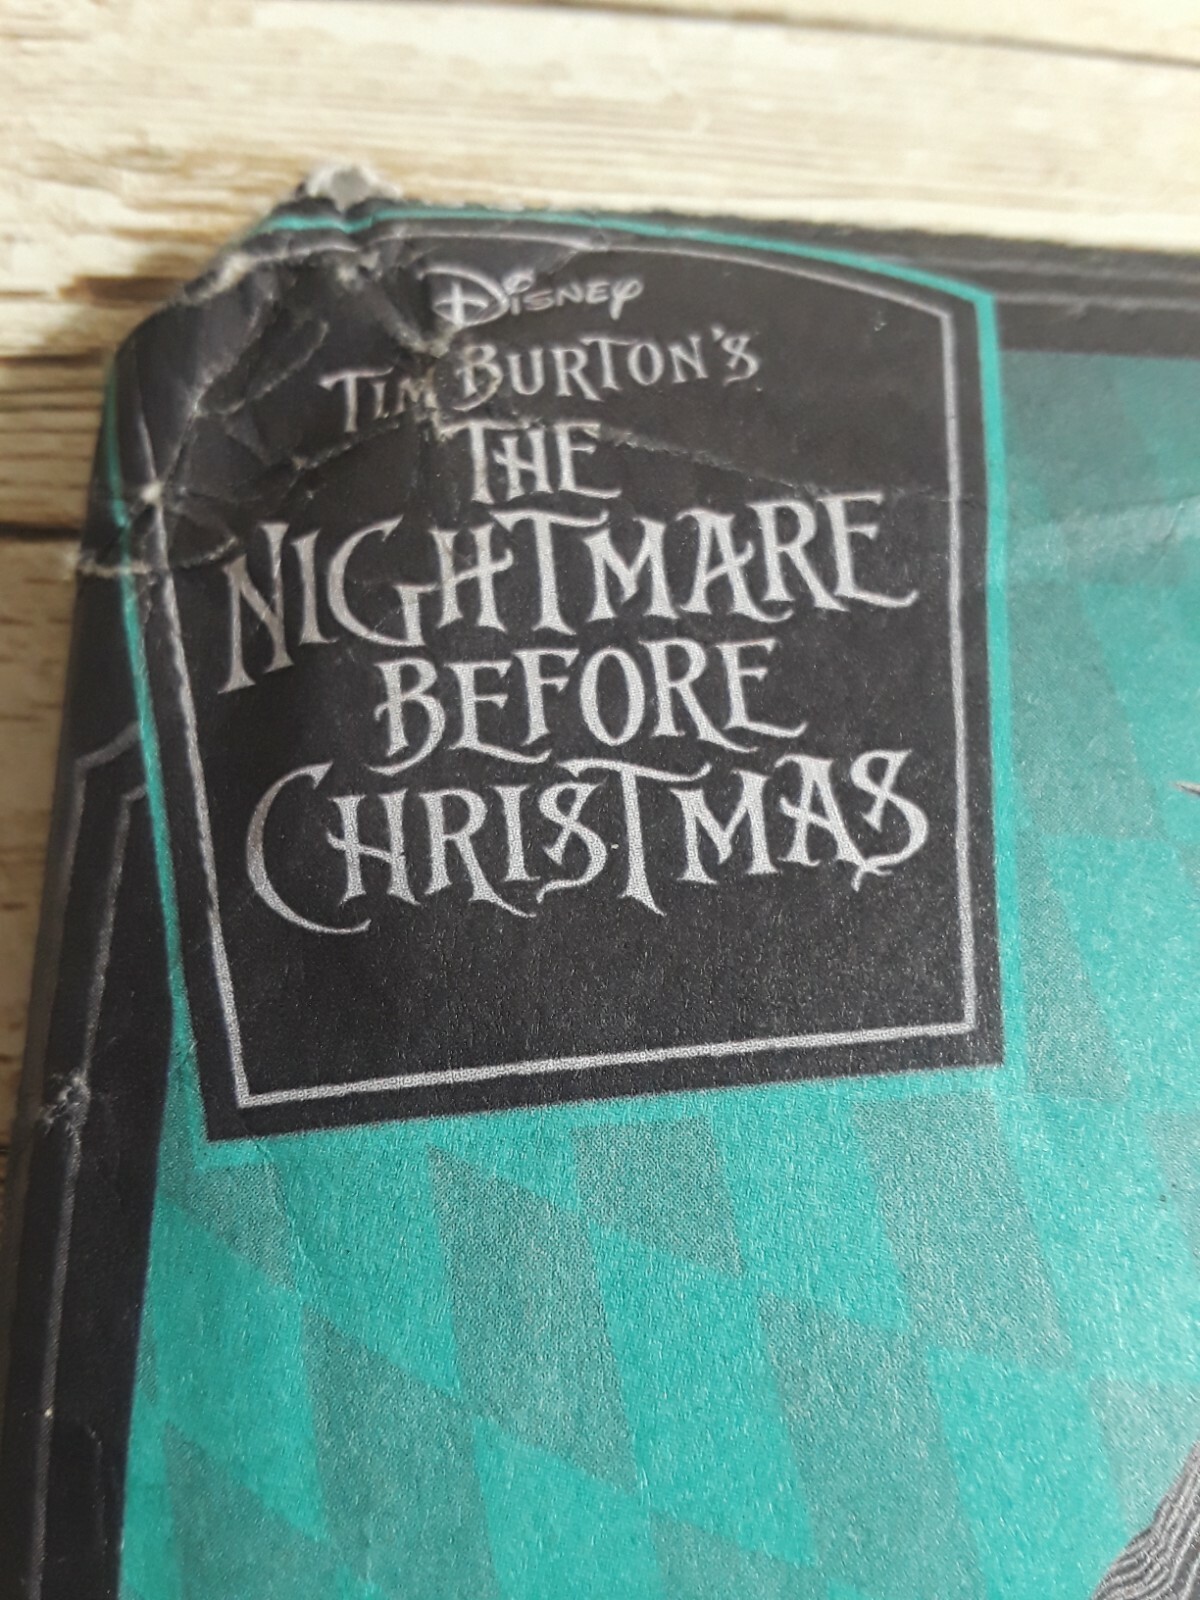 Disney
Tim Burton's
The
Nightmare
Before
Christmas